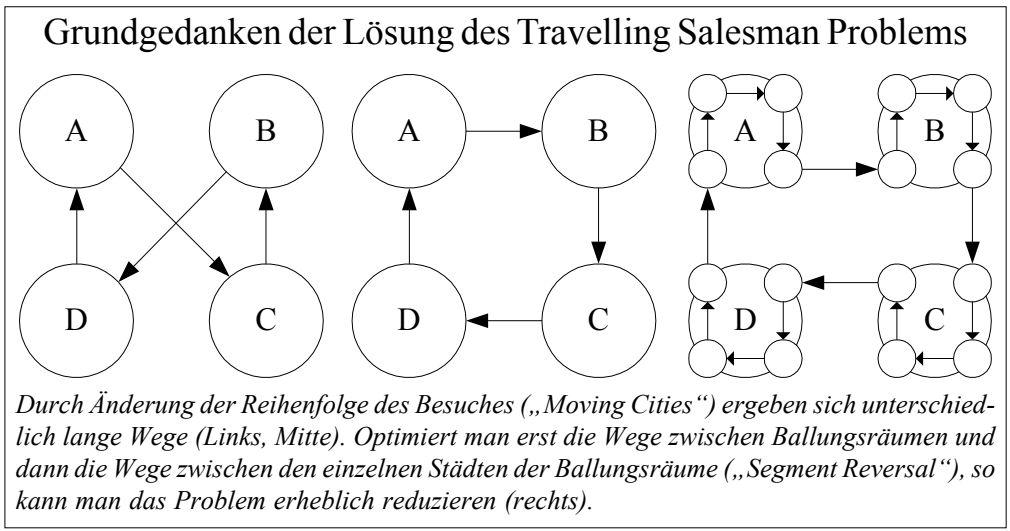 Grundgedanken der Lösung des Travelling Salesman Problems
A B A B A B
D C D C D C
Durch Änderung der Reihenfolge des Besuches („Moving Cities“) ergeben sich unterschied-
lich lange Wege (Links, Mitte). Optimiert man erst die Wege zwischen Ballungsräumen und
dann die Wege zwischen den einzelnen Städten der Ballungsräume („Segment Reversal“), so
kann man das Problem erheblich reduzieren (rechts).